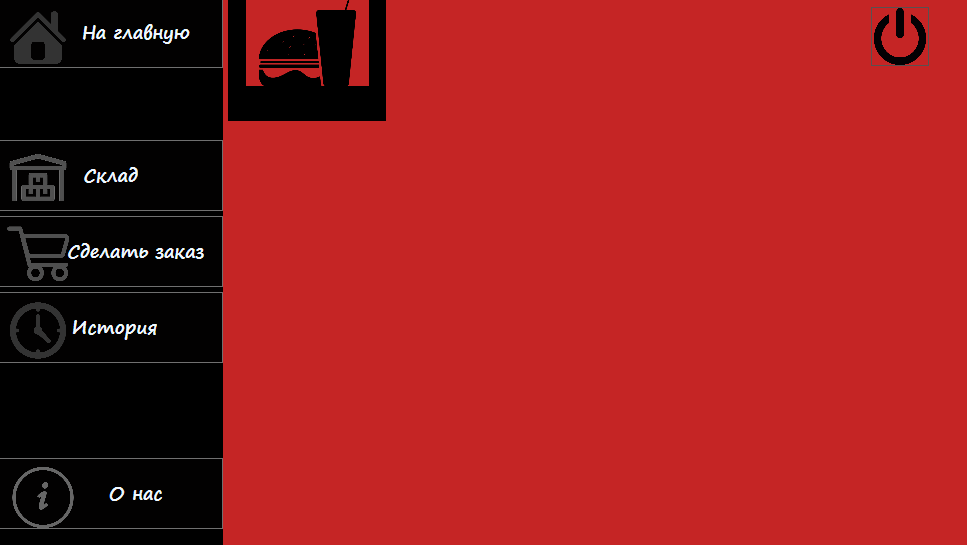 На главную
Склад
Сделать заказ
История
О нас